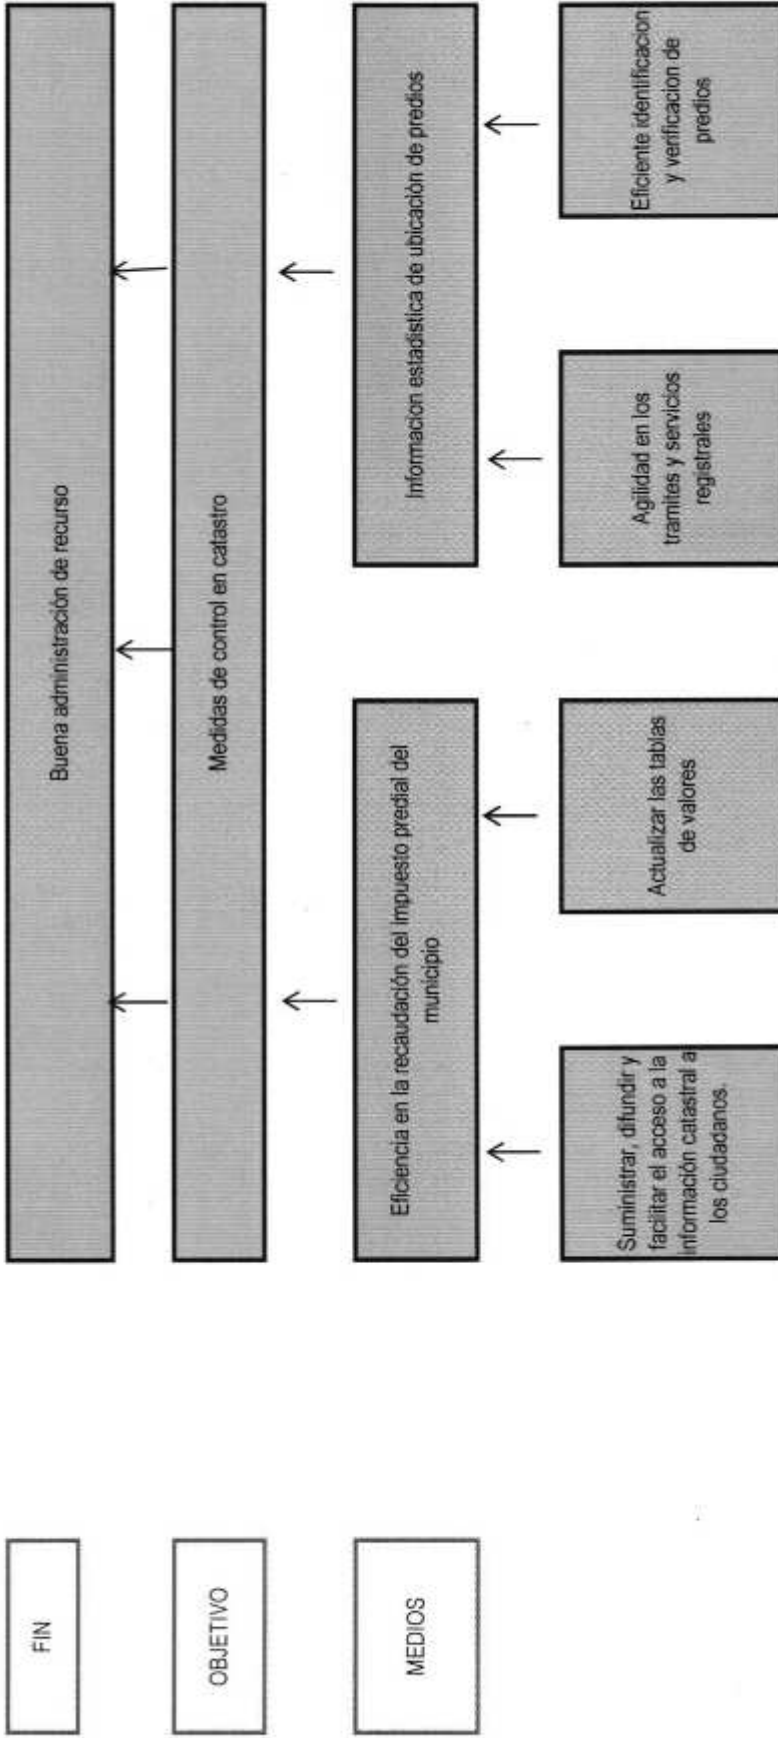 FIN
Buena administración de recurso
OBJETIVO
Medidas de control en catastro
MEDIOS
Eficiencia en la recaudación del impuesto predial del
municipio
Informacion estadistica de ubicación de predios
Suministrar, difundir y
facilitar el acceso a la
información catastral a
los ciudadanos.
Actualizar las tablas
de valores
Agilidad en los
tramites y servicios
registrales
Eficiente identificacion
y verificacion de
predios